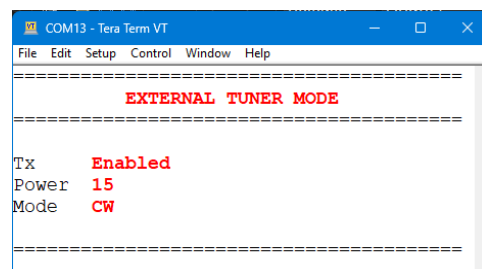 COM13 - Tera Term VT
File Edit Setup Control Window Help
========================================
EXTERNAL TUNER MODE
========================================
Tx Enabled
Power 15
Mode CW
========================================